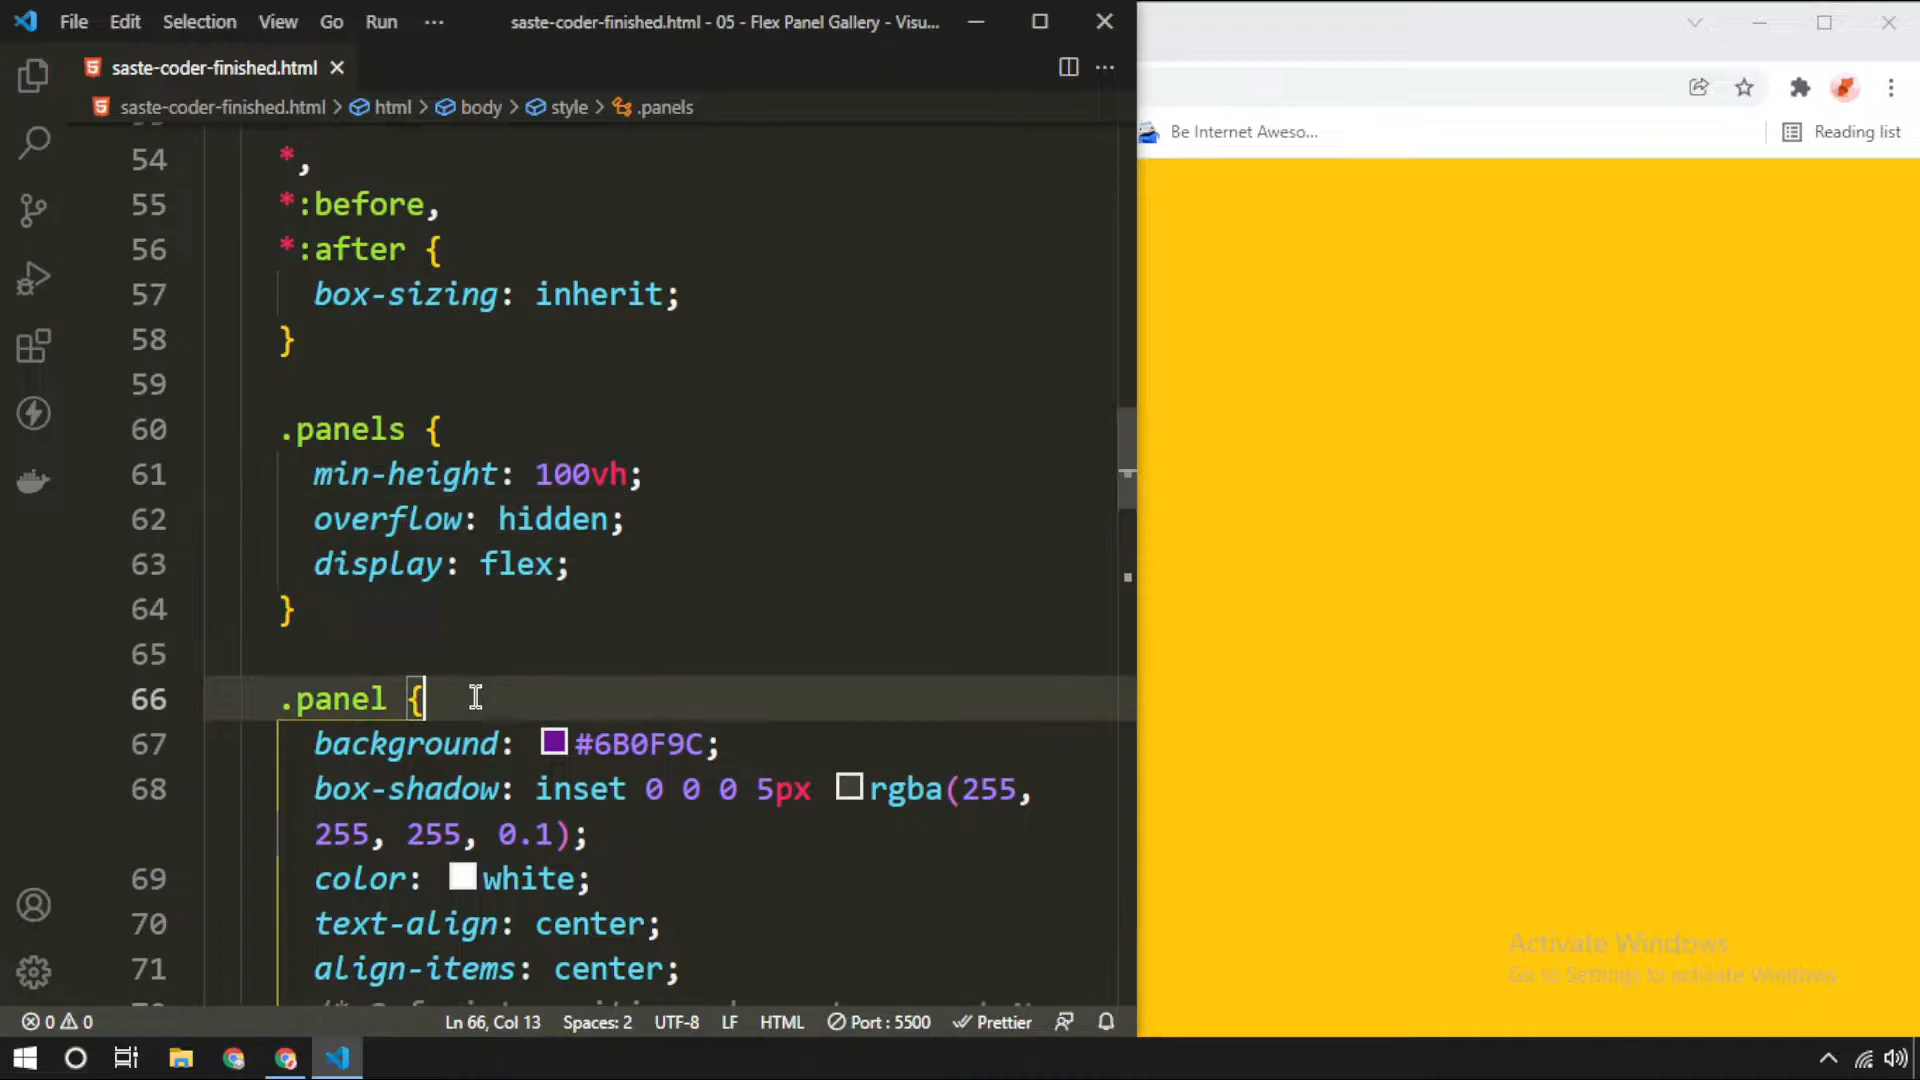 File Edit Selection View Go Run ··· saste-coder-finished.html - 05 - Flex Panel Gallery - Visu...
saste-coder-finished.html
saste-coder-finished.html > html > body > style > .panels
Be Internet Aweso...
Reading list
54 *,
55 *:before,
56 *:after {
57 box-sizing: inherit;
58 }
59
60 .panels {
61 min-height: 100vh;
62 overflow: hidden;
63 display: flex;
64 }
65
66 .panel {
67 background: #6B0F9C;
68 box-shadow: inset 0 0 0 5px rgba(255,
255, 255, 0.1);
69 color: white;
70 text-align: center;
71 align-items: center;
Activate Windows
Go to Settings to activate Windows.
0 0 Ln 66, Col 13 Spaces: 2 UTF-8 LF HTML Port : 5500 Prettier